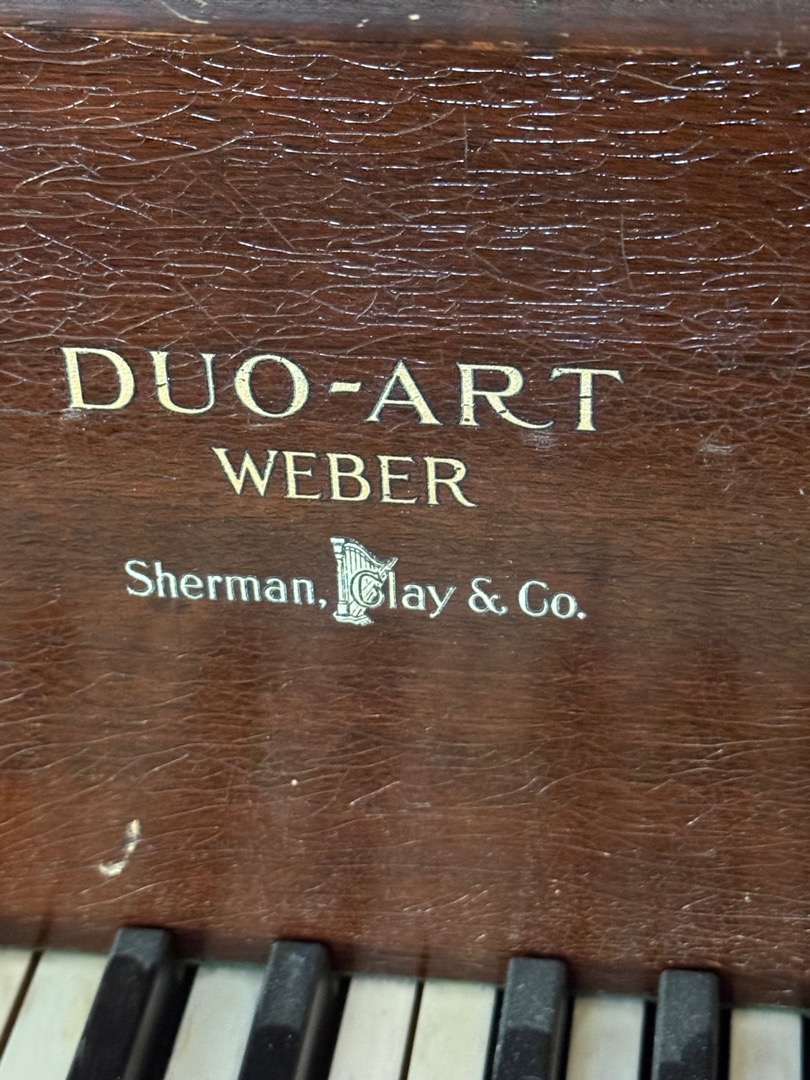 DUO-ART
WEBER
Sherman, Clay & Co.